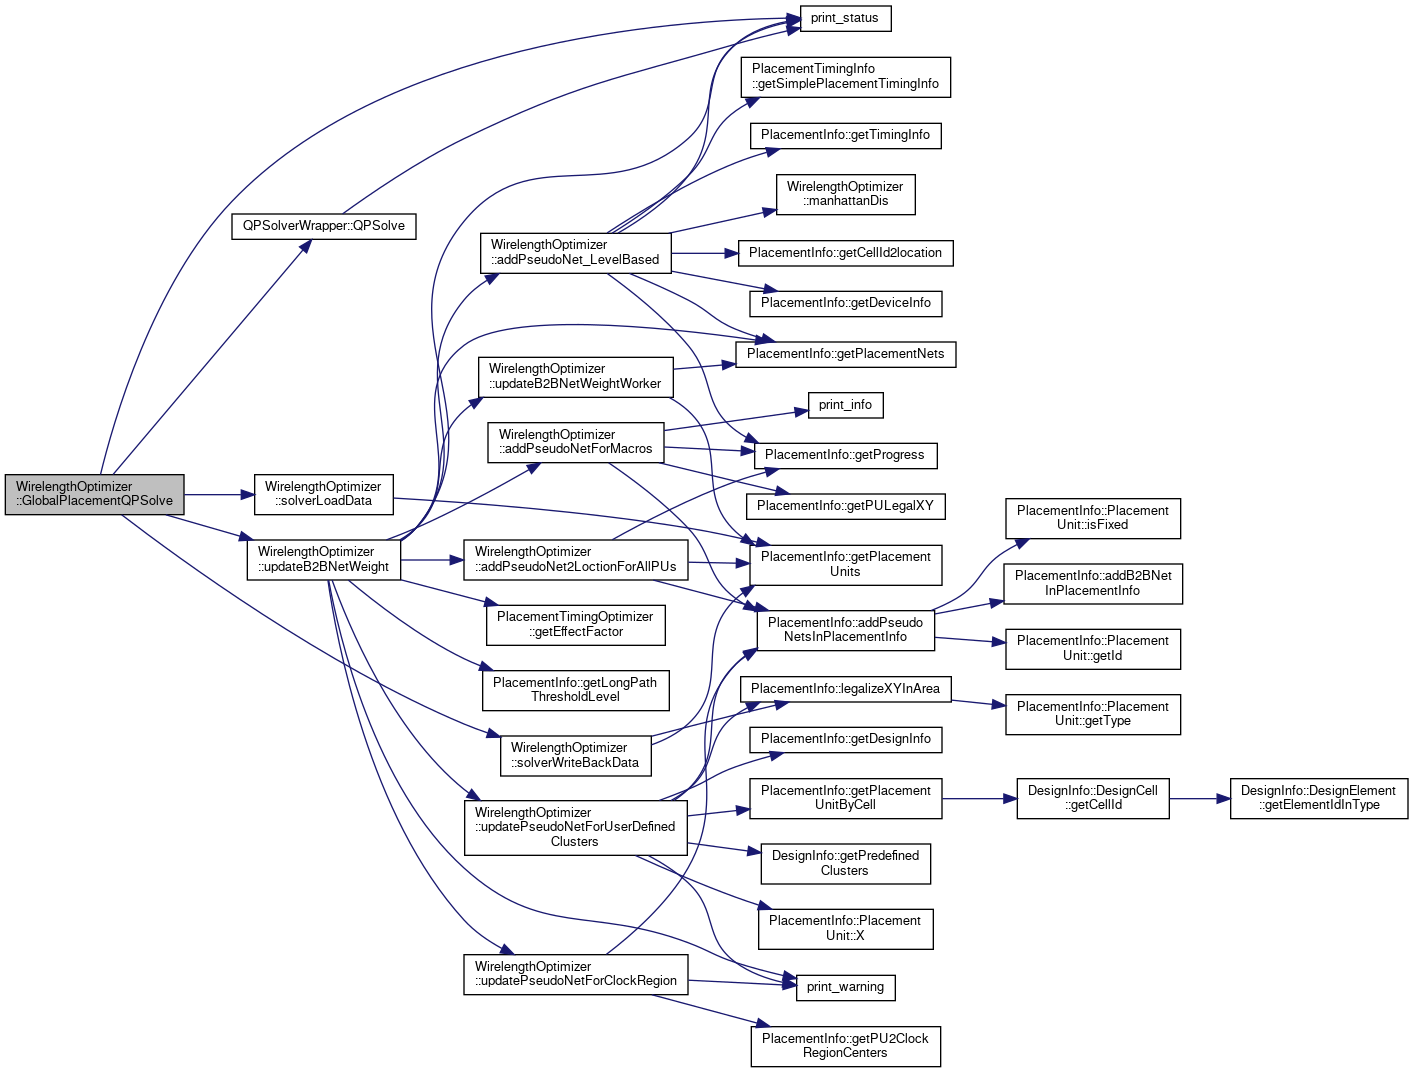 print_status
PlacementTimingInfo
::getSimplePlacementTimingInfo
PlacementInfo::getTimingInfo
WirelengthOptimizer
::manhattanDis
QPSolverWrapper::QPSolve
WirelengthOptimizer
::addPseudoNet_LevelBased
PlacementInfo::getCellId2location
PlacementInfo::getDeviceInfo
PlacementInfo::getPlacementNets
WirelengthOptimizer
::updateB2BNetWeightWorker
print_info
WirelengthOptimizer
::addPseudoNetForMacros
PlacementInfo::getProgress
WirelengthOptimizer
::GlobalPlacementQPSolve
WirelengthOptimizer
::solverLoadData
PlacementInfo::getPULegalXY
PlacementInfo::Placement
Unit::isFixed
WirelengthOptimizer
::updateB2BNetWeight
WirelengthOptimizer
::addPseudoNet2LoctionForAllPUs
PlacementInfo::getPlacement
Units
PlacementInfo::addB2BNet
InPlacementInfo
PlacementTimingOptimizer
::getEffectFactor
PlacementInfo::addPseudo
NetsInPlacementInfo
PlacementInfo::Placement
Unit::getId
PlacementInfo::getLongPath
ThresholdLevel
PlacementInfo::legalizeXYInArea
PlacementInfo::Placement
Unit::getType
WirelengthOptimizer
::solverWriteBackData
PlacementInfo::getDesignInfo
WirelengthOptimizer
::updatePseudoNetForUserDefined
Clusters
PlacementInfo::getPlacement
UnitByCell
DesignInfo::DesignCell
::getCellId
DesignInfo::DesignElement
::getElementIdInType
DesignInfo::getPredefined
Clusters
PlacementInfo::Placement
Unit::X
WirelengthOptimizer
::updatePseudoNetForClockRegion
print_warning
PlacementInfo::getPU2Clock
RegionCenters